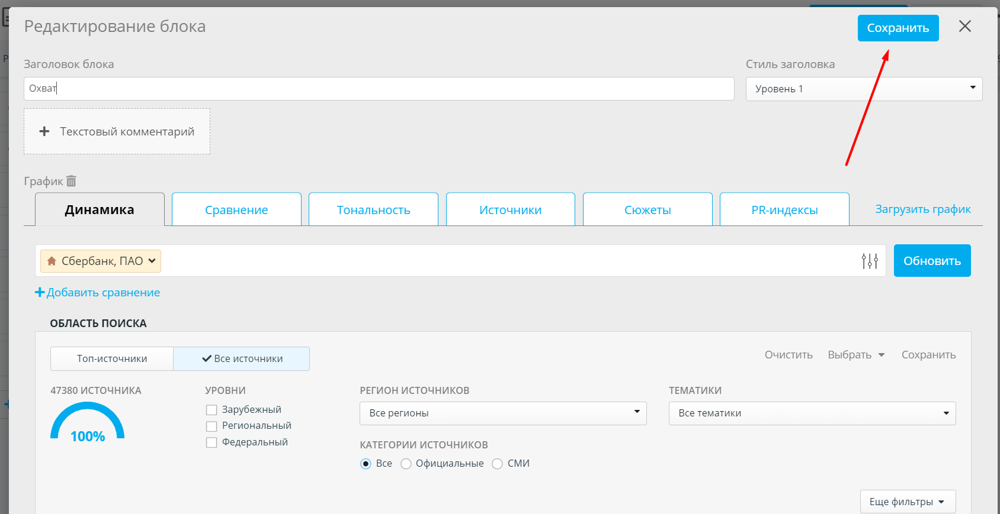 Редактирование блока
Сохранить
Заголовок блока
Стиль заголовка
Охват
Уровень 1
Текстовый комментарий
График
Динамика
Сравнение
Тональность
Источники
Сюжеты
PR-индексы
Загрузить график
Сбербанк, ПАО
Обновить
Добавить сравнение
ОБЛАСТЬ ПОИСКА
Топ-источники
Все источники
Очистить
Выбрать
Сохранить
47380 ИСТОЧНИКА
УРОВНИ
РЕГИОН ИСТОЧНИКОВ
ТЕМАТИКИ
100%
Зарубежный
Региональный
Федеральный
Все регионы
Все тематики
КАТЕГОРИИ ИСТОЧНИКОВ
Все
Официальные
СМИ
Еще фильтры